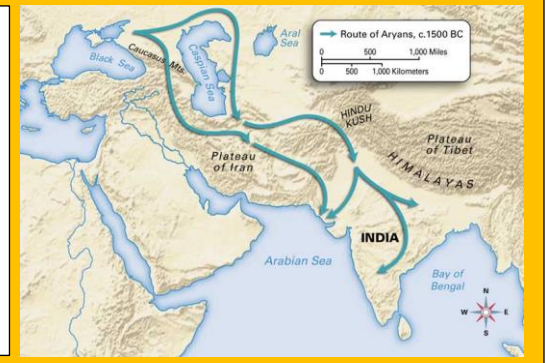 Aral
Sea
Route of Aryans, c.1500 BC
0 500 1,000 Miles
0 500 1,000 Kilometers
Black Sea
Caucasus Mts.
Caspian Sea
HINDU
KUSH
Plateau
of Tibet
Plateau
of Iran
HIMALAYAS
INDIA
Arabian Sea
Bay of
Bengal
N
W E
S